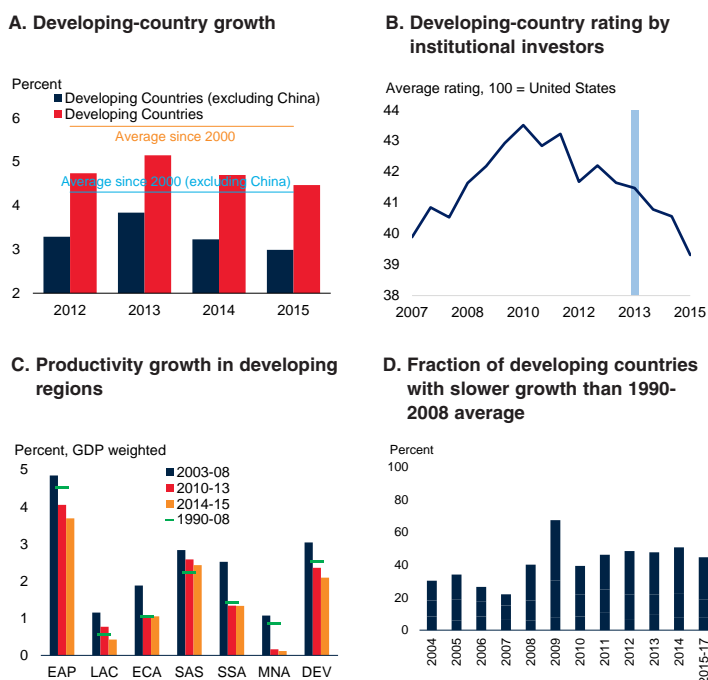 A. Developing-country growth
Percent
Developing Countries (excluding China)
Developing Countries
6
Average since 2000
5
Average since 2000 (excluding China)
4
3
2
2012 2013 2014 2015
B. Developing-country rating by
institutional investors
Average rating, 100 = United States
44
43
42
41
40
39
38
2007 2008 2010 2012 2013 2015
C. Productivity growth in developing
regions
Percent, GDP weighted
5
2003-08
2010-13
2014-15
1990-08
4
3
2
1
0
EAP LAC ECA SAS SSA MNA DEV
D. Fraction of developing countries
with slower growth than 1990-
2008 average
Percent
100
80
60
40
20
0
2004
2005
2006
2007
2008
2009
2010
2011
2012
2013
2014
2015-17